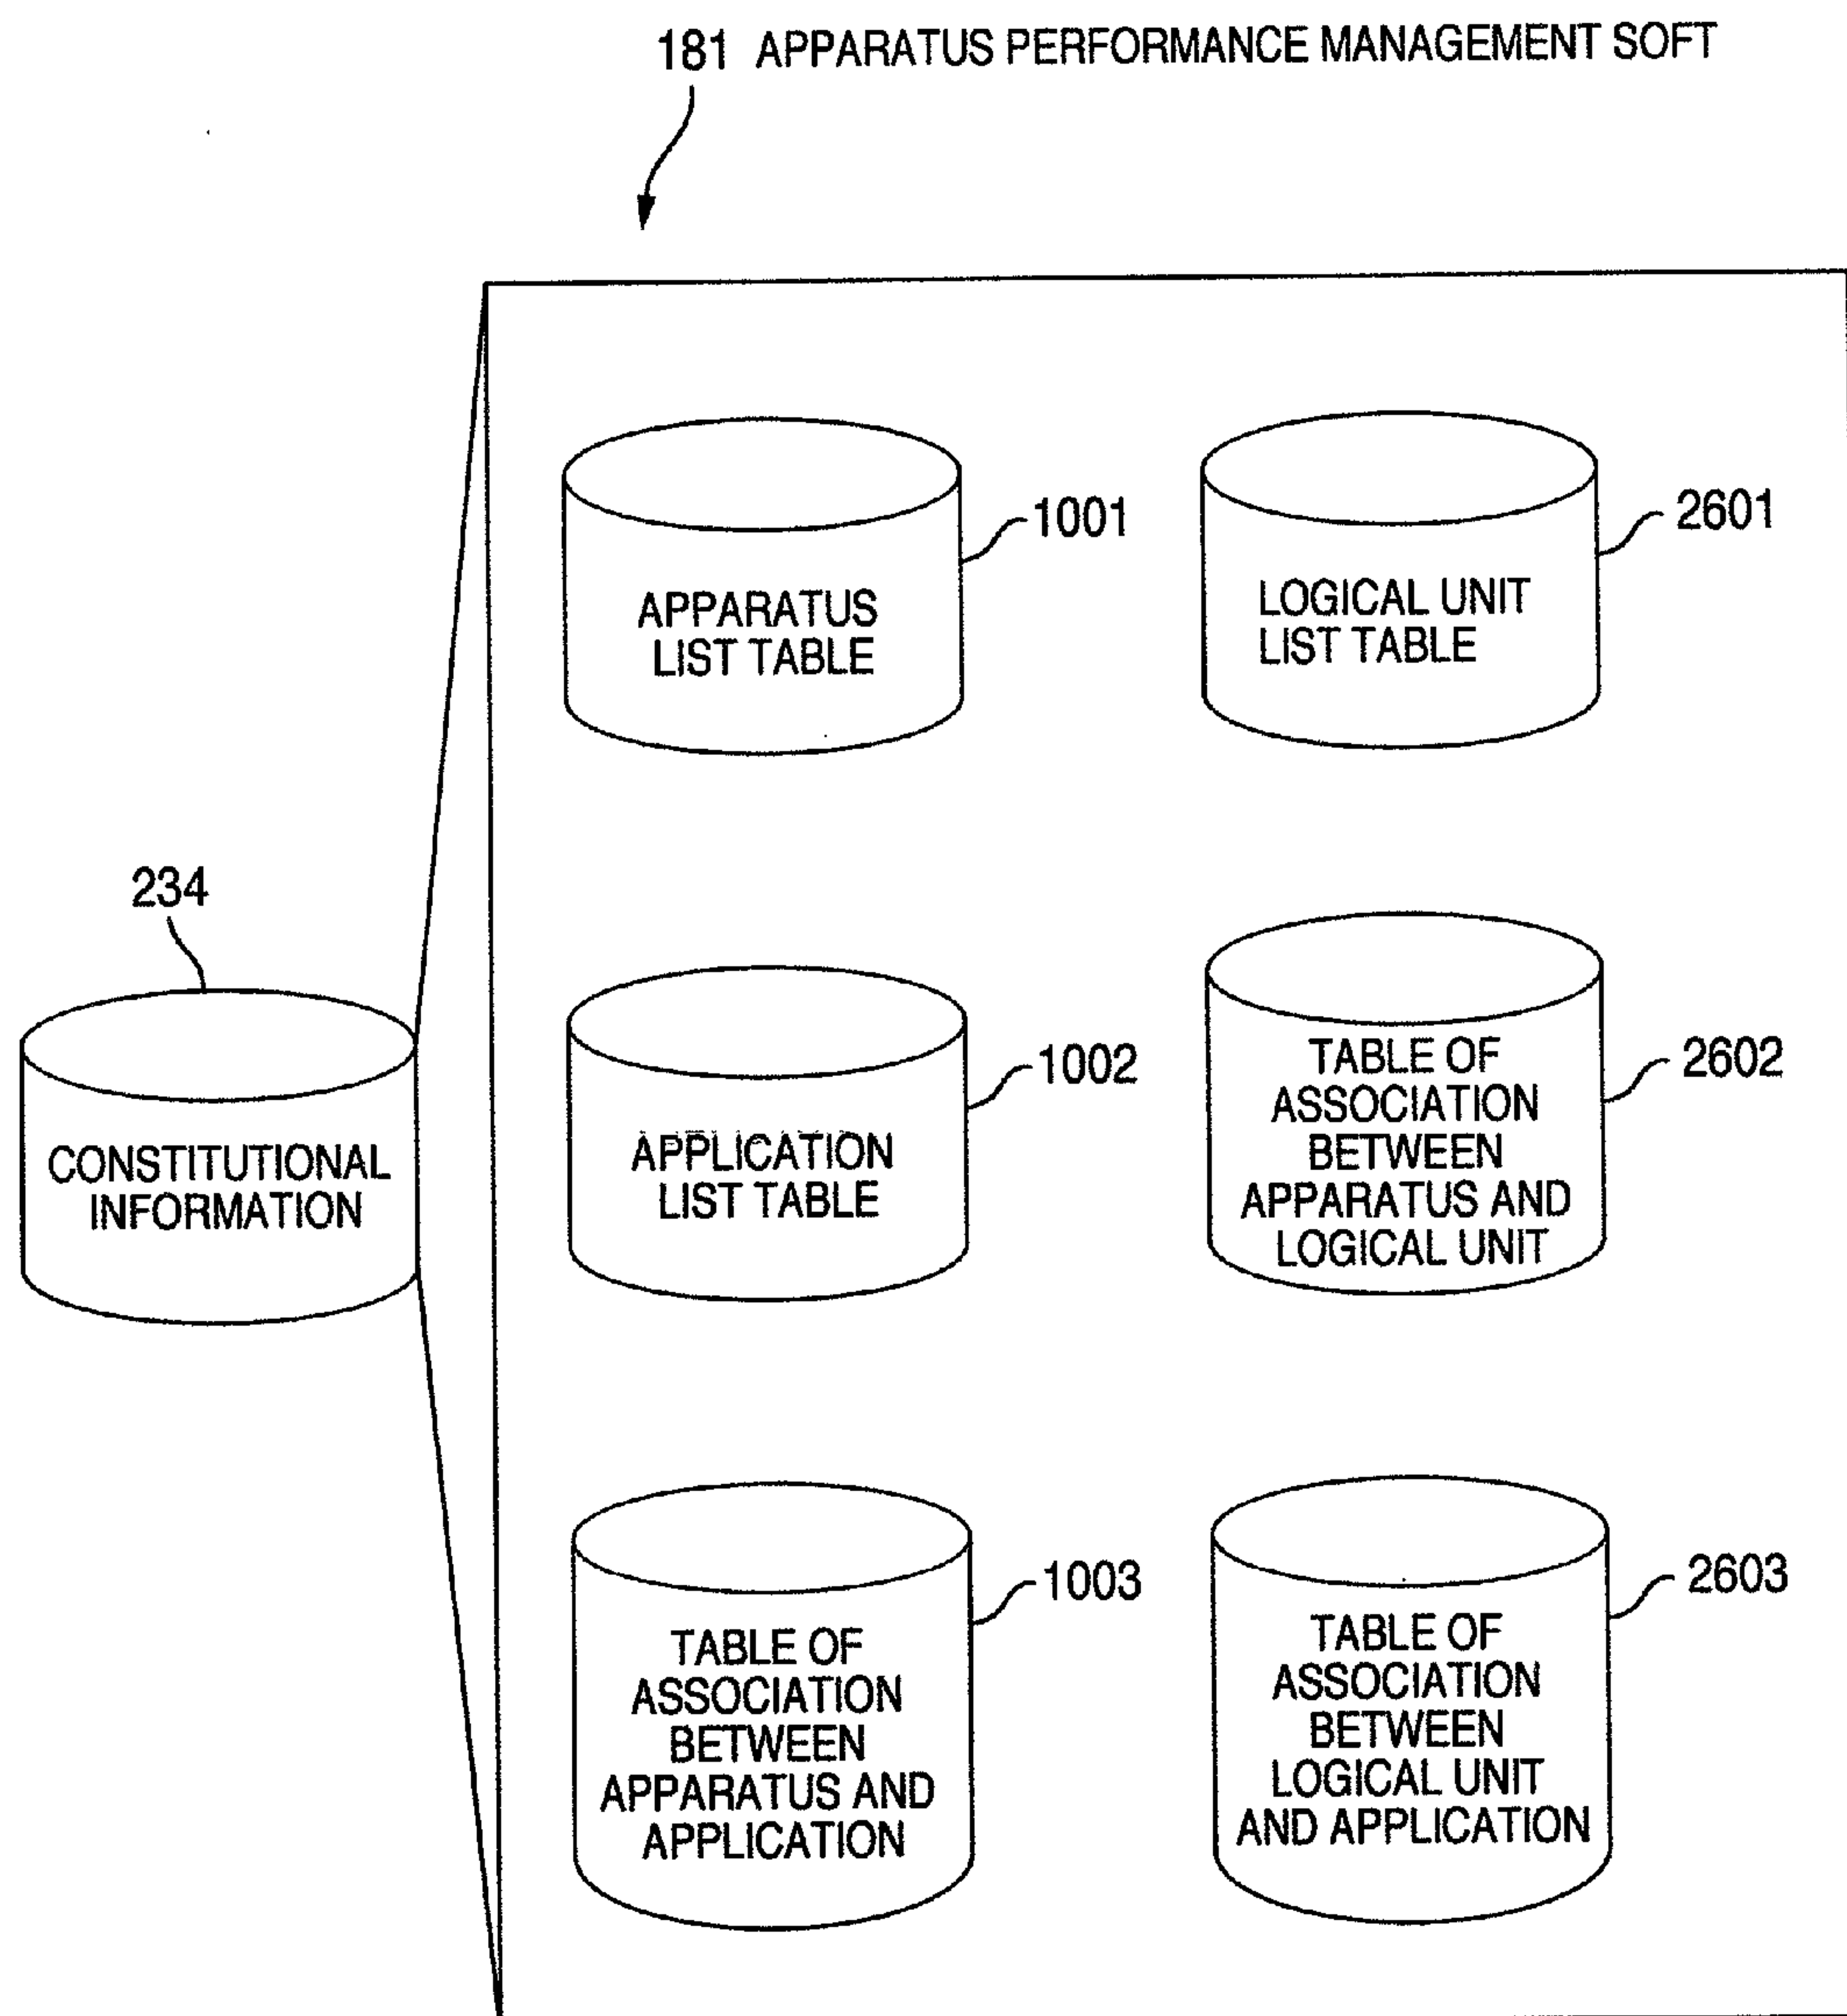 181 APPARATUS PERFORMANCE MANAGEMENT SOFT
1001
APPARATUS
LIST TABLE
2601
LOGICAL UNIT
LIST TABLE
234
CONSTITUTIONAL
INFORMATION
1002
APPLICATION
LIST TABLE
2602
TABLE OF
ASSOCIATION
BETWEEN
APPARATUS AND
LOGICAL UNIT
1003
TABLE OF
ASSOCIATION
BETWEEN
APPARATUS AND
APPLICATION
2603
TABLE OF
ASSOCIATION
BETWEEN
LOGICAL UNIT
AND APPLICATION